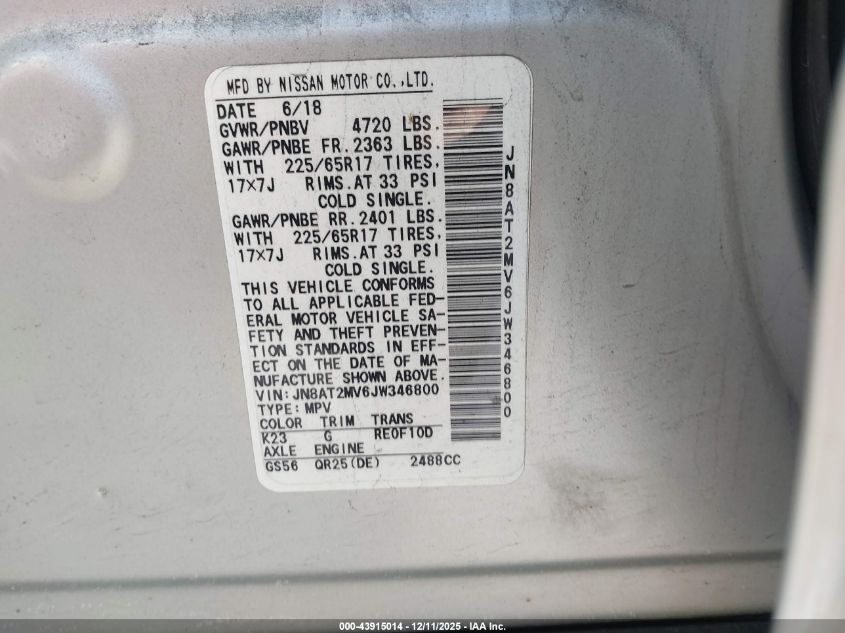 MFD BY NISSAN MOTOR CO.,LTD.
DATE 6/18
GVWR/PNBV 4720 LBS.
GAWR/PNBE FR. 2363 LBS.
WITH 225/65R17 TIRES,
17×7J RIMS. AT 33 PSI
COLD SINGLE.
GAWR/PNBE RR. 2401 LBS.
WITH 225/65R17 TIRES,
17×7J RIMS. AT 33 PSI
COLD SINGLE.
THIS VEHICLE CONFORMS
TO ALL APPLICABLE FED-
ERAL MOTOR VEHICLE SA-
FETY AND THEFT PREVEN-
TION STANDARDS IN EFF-
ECT ON THE DATE OF MA-
NUFACTURE SHOWN ABOVE.
VIN: JN8AT2MV6JW346800
TYPE: MPV
COLOR TRIM TRANS
K23 G RE0F10D
AXLE ENGINE
GS56 QR25(DE) 2488CC
JN8AT2MV6JW346800
000-43915014 - 12/11/2025 - IAA Inc.